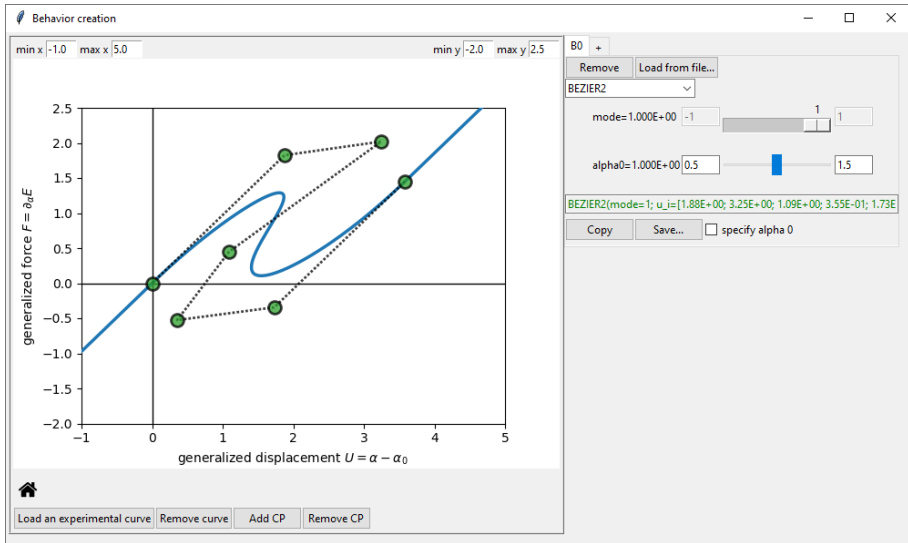 Behavior creation
min x -1.0 max x 5.0 min y -2.0 max y 2.5
2.5
2.0
1.5
1.0
0.5
0.0
−0.5
−1.0
−1.5
−2.0
generalized force F = ∂αE
−1 0 1 2 3 4 5
generalized displacement U = α − α0
Load an experimental curve Remove curve Add CP Remove CP
B0 +
Remove Load from file...
BEZIER2
1
mode=1.000E+00 -1 1
alpha0=1.000E+00 0.5 1.5
BEZIER2(mode=1; u_i=[1.88E+00; 3.25E+00; 1.09E+00; 3.55E-01; 1.73E
Copy Save... specify alpha 0